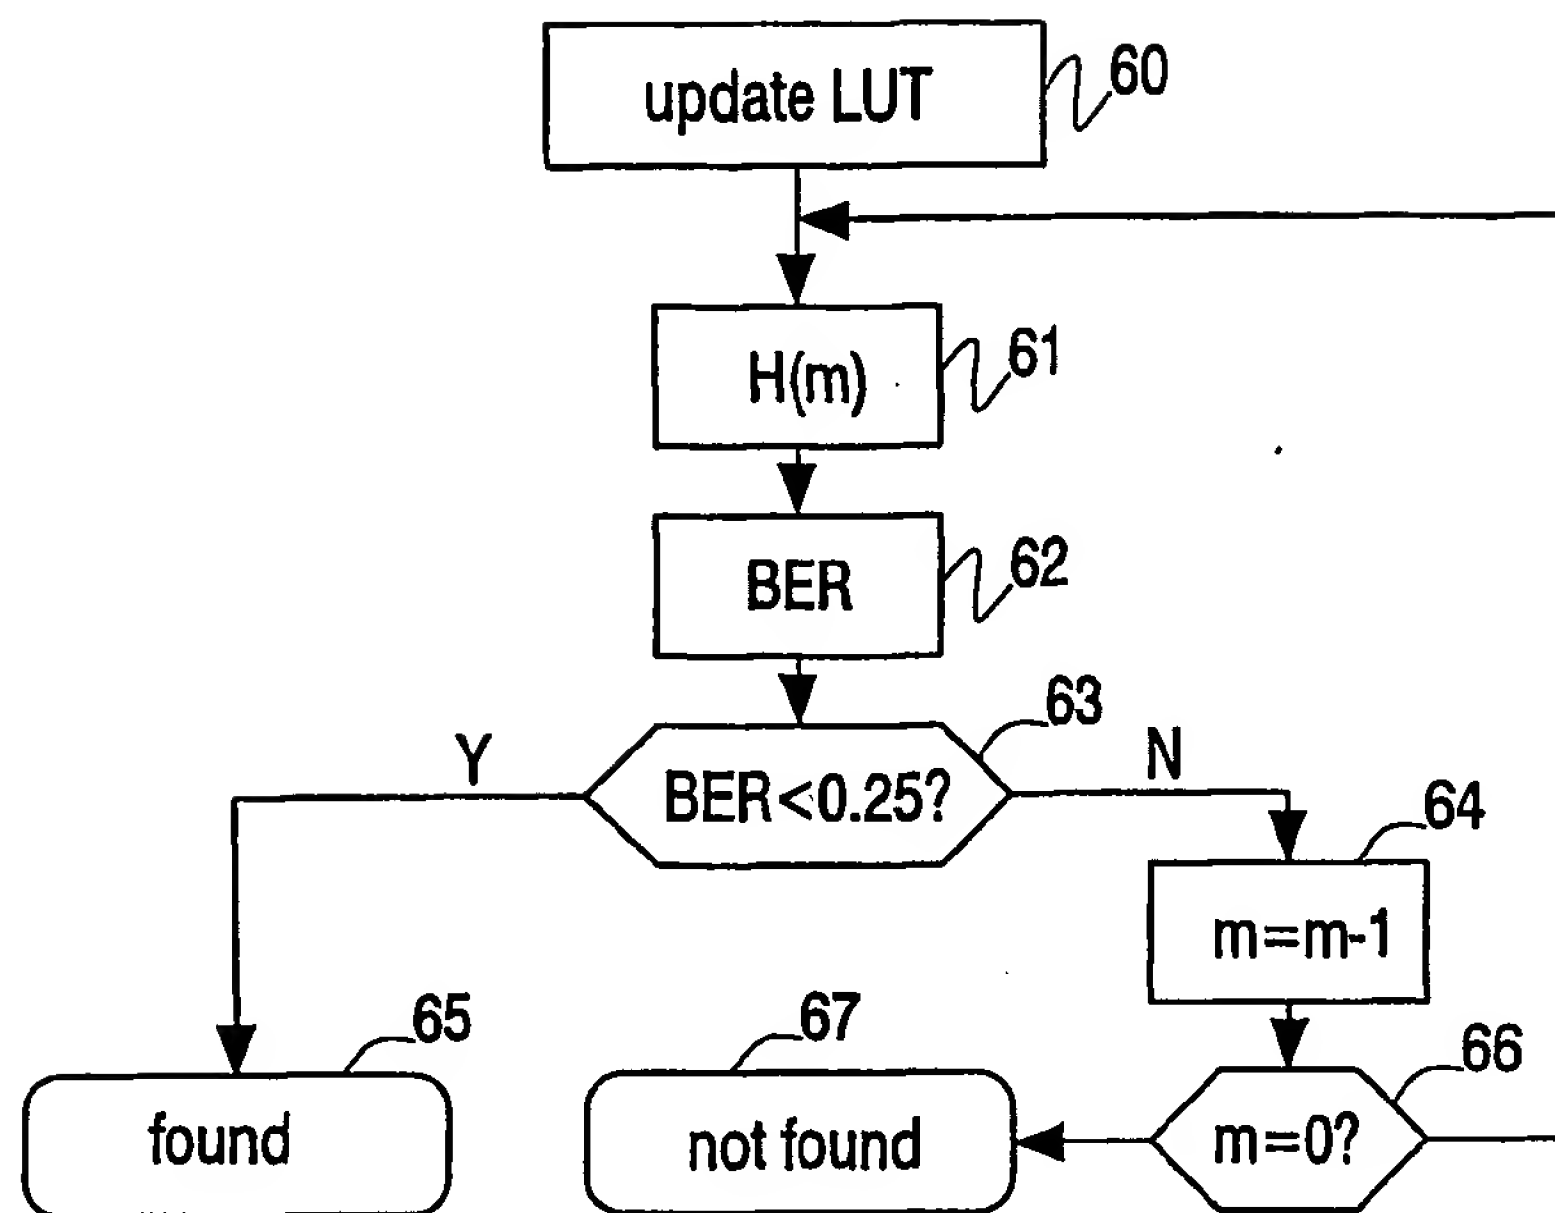 update LUT
60
H(m)
61
BER
62
63
Y
BER<0.25?
N
64
m=m-1
65
found
67
not found
66
m=0?